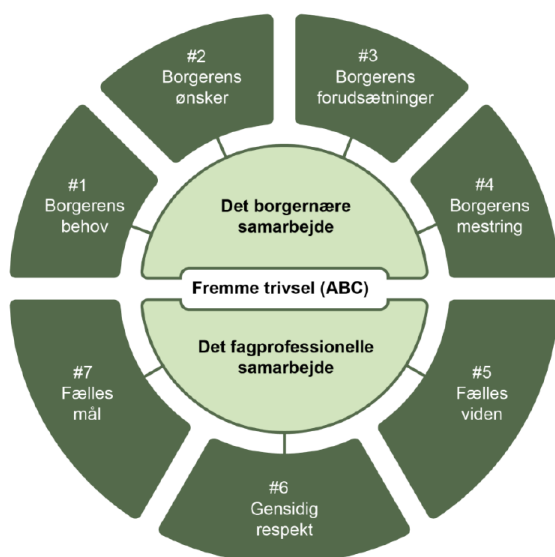 #1
Borgerens
behov
#2
Borgerens
ønsker
#3
Borgerens
forudsætninger
#4
Borgerens
mestring
Det borgernære
samarbejde
Fremme trivsel (ABC)
Det fagprofessionelle
samarbejde
#5
Fælles
viden
#6
Gensidig
respekt
#7
Fælles
mål